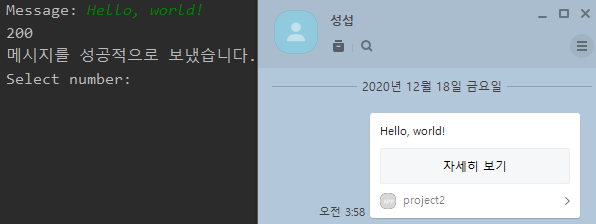 Message: Hello, world!
200
메시지를 성공적으로 보냈습니다.
Select number:
성섭
2020년 12월 18일 금요일
Hello, world!
자세히 보기
project2
오전 3:58